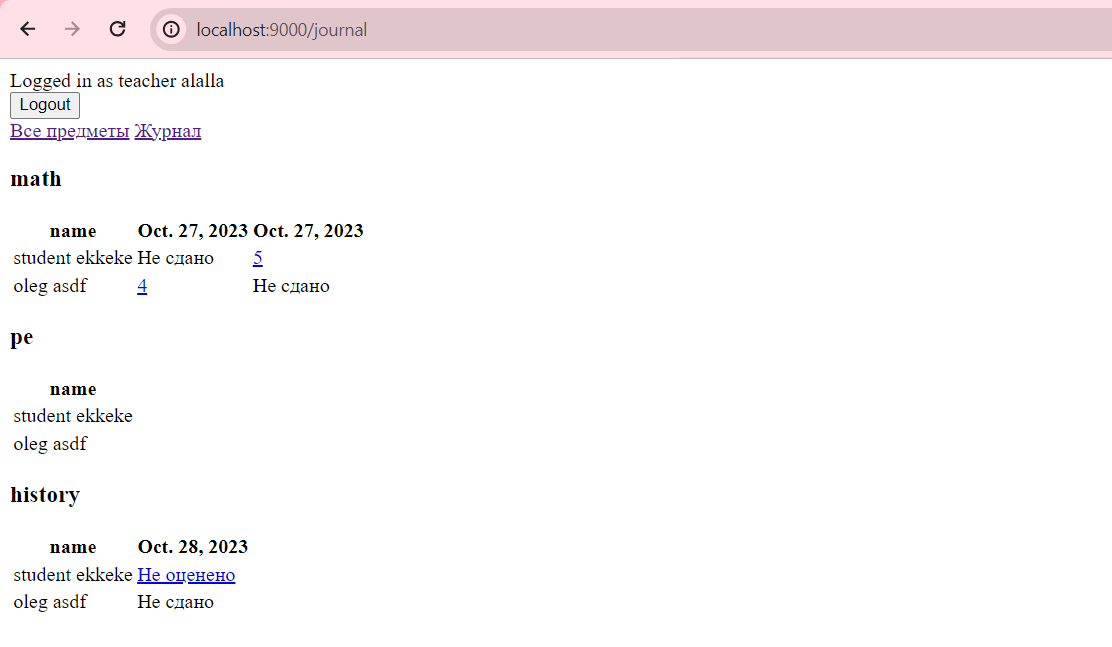 localhost:9000/journal
Logged in as teacher alalla
Logout
Все предметы Журнал
math
name Oct. 27, 2023 Oct. 27, 2023
student ekkeke Не сдано 5
oleg asdf 4 Не сдано
pe
name
student ekkeke
oleg asdf
history
name Oct. 28, 2023
student ekkeke Не оценено
oleg asdf Не сдано